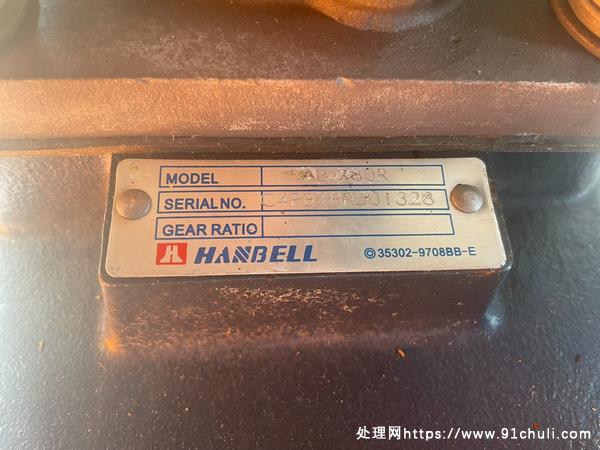 MODEL
SERIAL NO.
GEAR RATIO
HANBELL
©35302-9708BB-E
处理网https://www.91chuli.com/